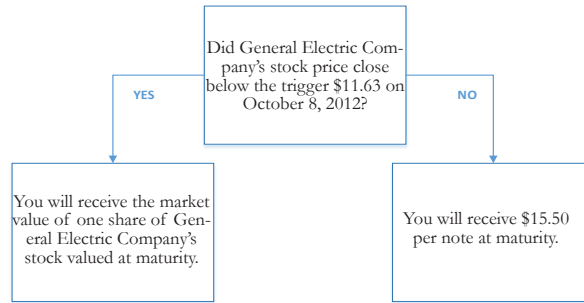 Did General Electric Com-
pany's stock price close
below the trigger $11.63 on
October 8, 2012?
YES
NO
You will receive the market
value of one share of Gen-
eral Electric Company's
stock valued at maturity.
You will receive $15.50
per note at maturity.